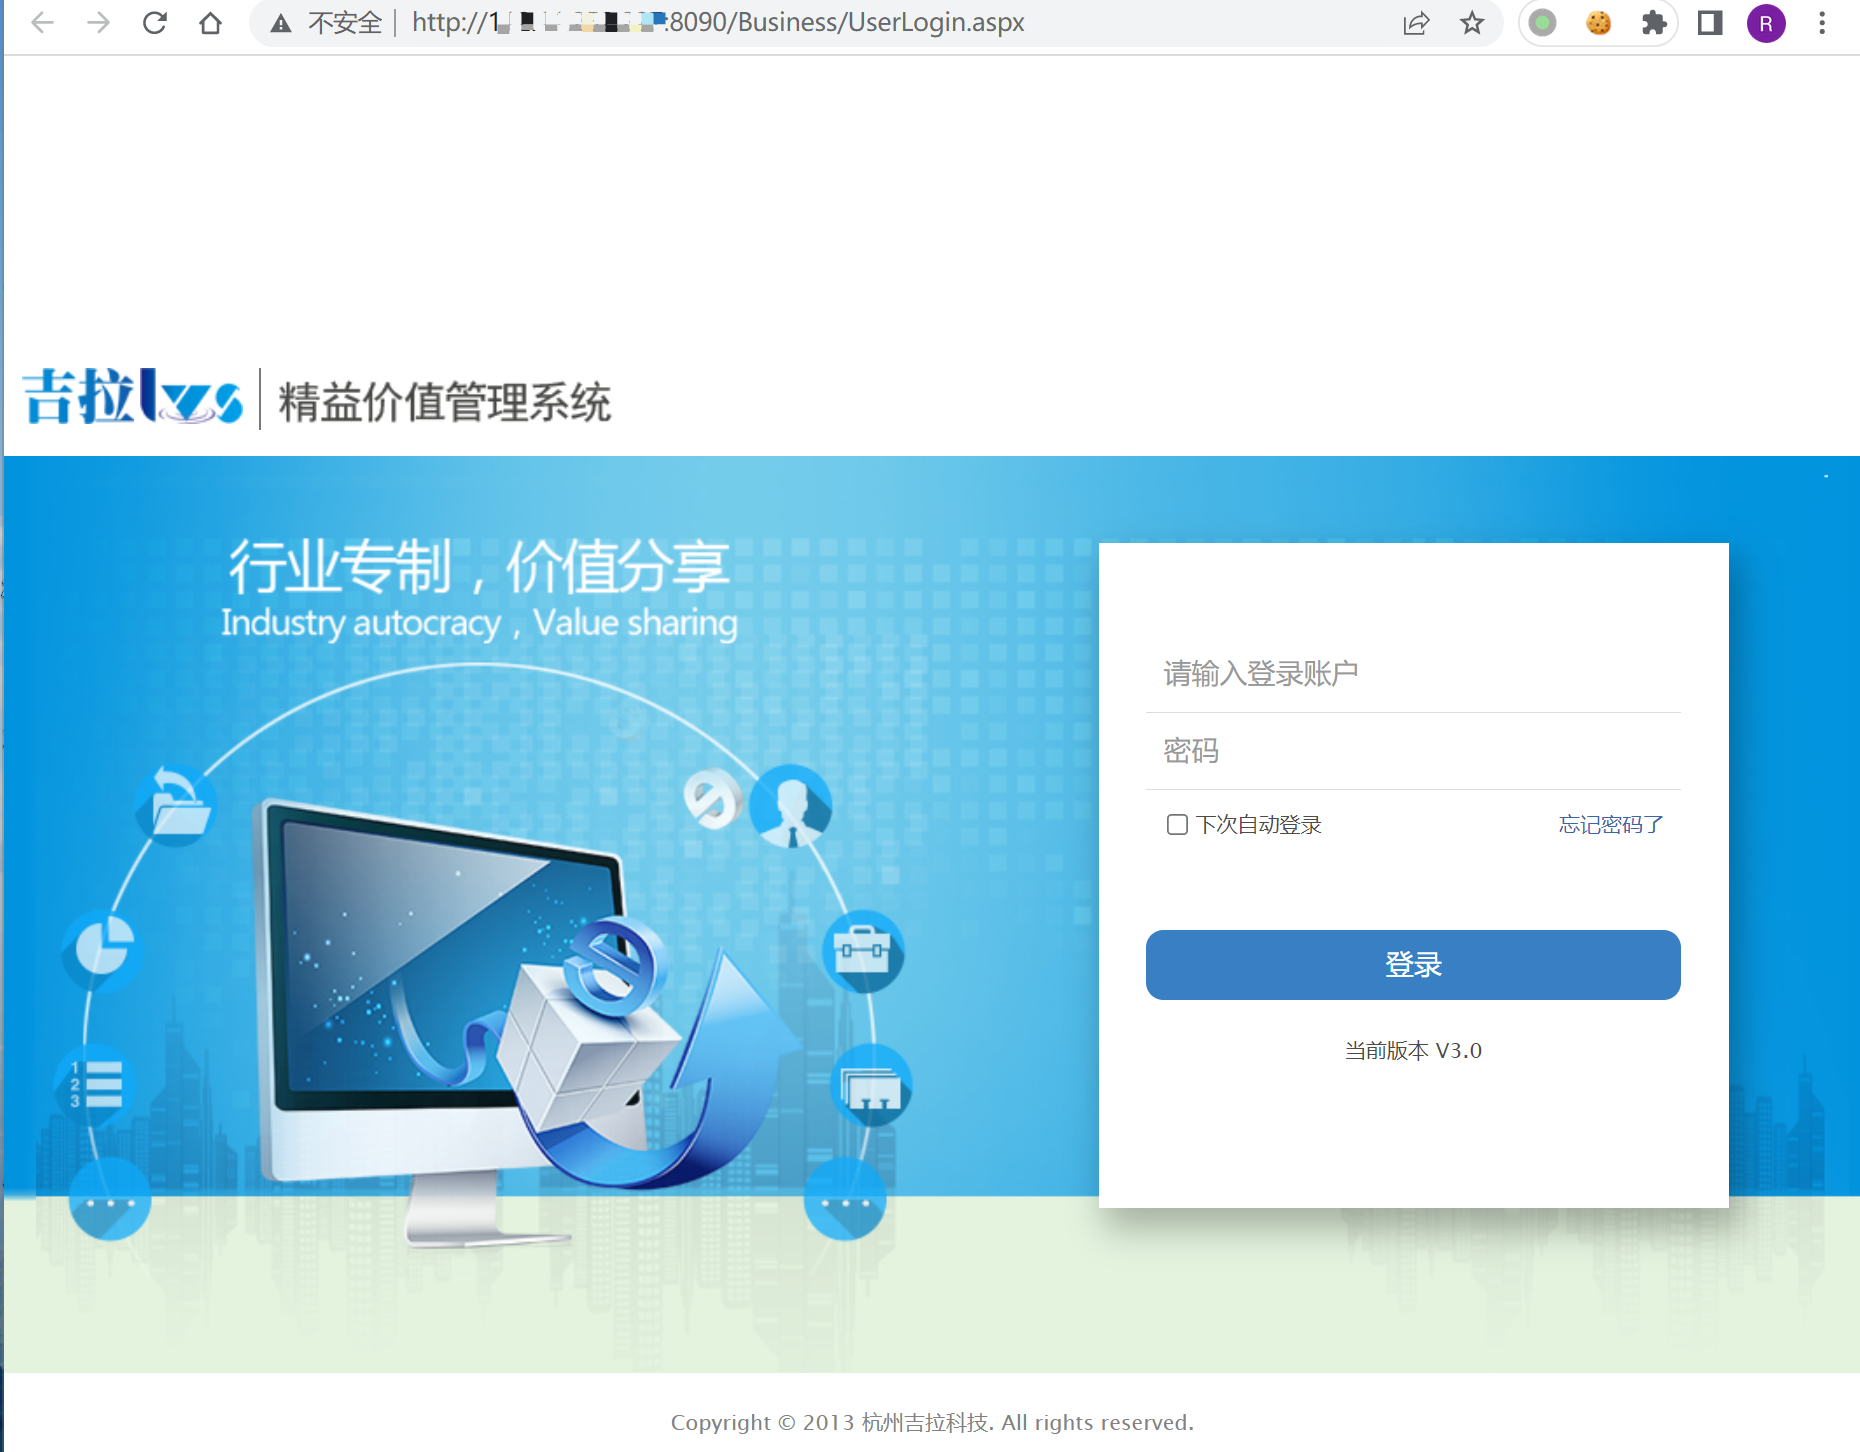 不安全
:8090/Business/UserLogin.aspx
R
吉拉lvs
精益价值管理系统
行业专制，价值分享
Industry autocracy，Value sharing
请输入登录账户
密码
下次自动登录
忘记密码了
1
2
3
登录
当前版本 V3.0
Copyright © 2013 杭州吉拉科技. All rights reserved.